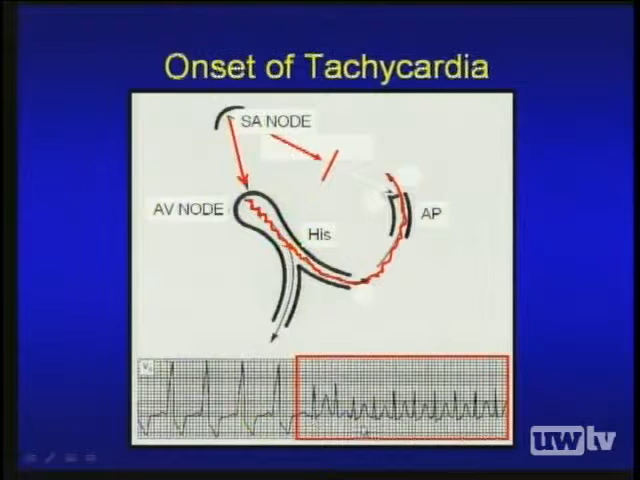 Onset of Tachycardia
SA NODE
AV NODE
His
AP
uwtv